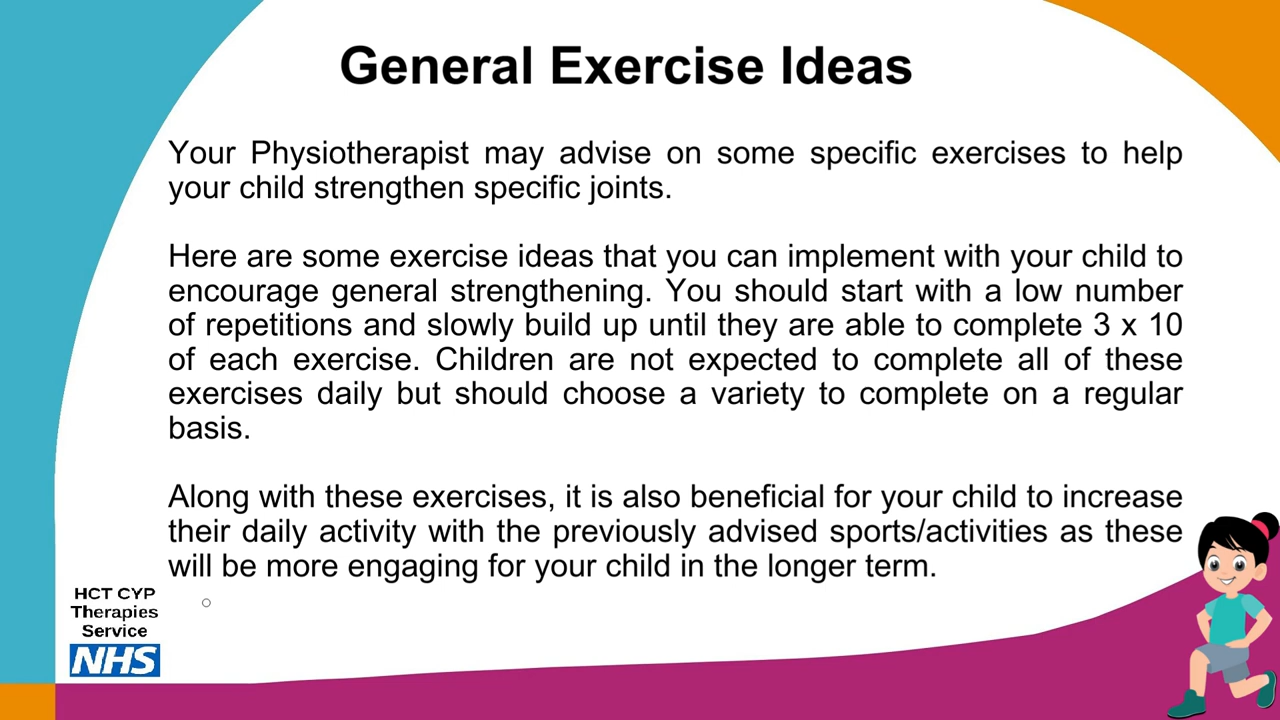 General Exercise Ideas
Your Physiotherapist may advise on some specific exercises to help
your child strengthen specific joints.
Here are some exercise ideas that you can implement with your child to
encourage general strengthening. You should start with a low number
of repetitions and slowly build up until they are able to complete 3 x 10
of each exercise. Children are not expected to complete all of these
exercises daily but should choose a variety to complete on a regular
basis.
Along with these exercises, it is also beneficial for your child to increase
their daily activity with the previously advised sports/activities as these
will be more engaging for your child in the longer term.
HCT CYP
Therapies
Service
NHS